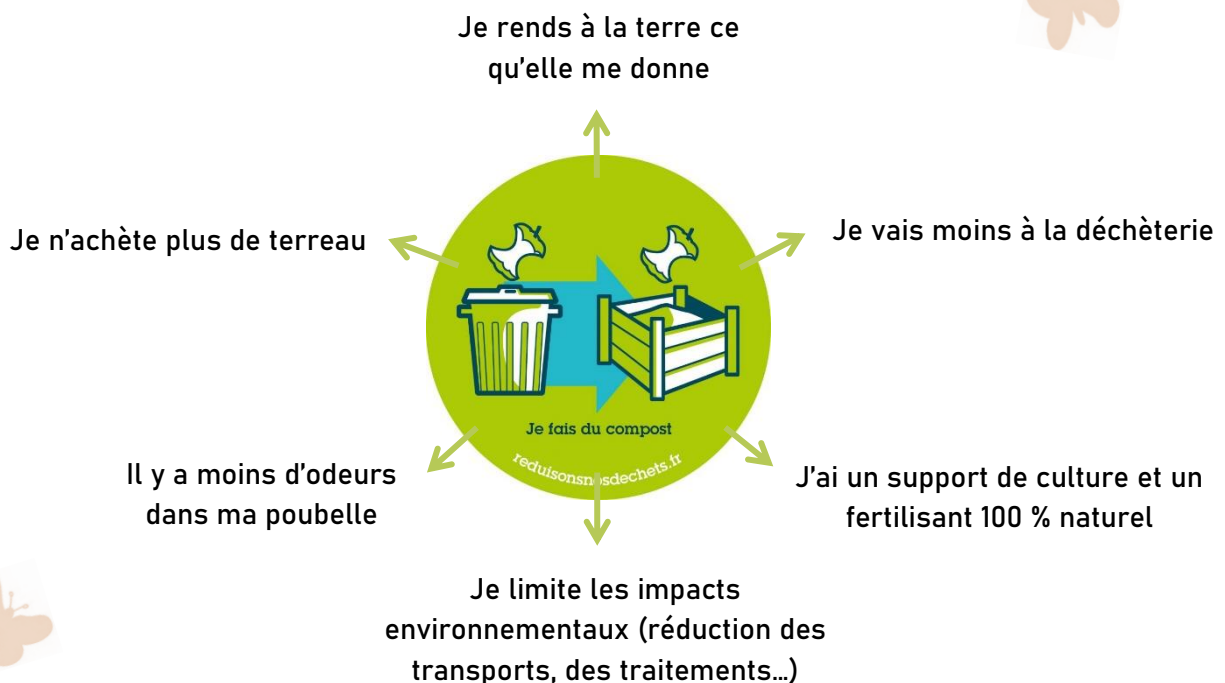 Je rends à la terre ce
qu'elle me donne
Je n'achète plus de terreau
Je vais moins à la déchèterie
Je fais du compost
reduisonsnosdechets.fr
Il y a moins d'odeurs
dans ma poubelle
J'ai un support de culture et un
fertilisant 100 % naturel
Je limite les impacts
environnementaux (réduction des
transports, des traitements…)